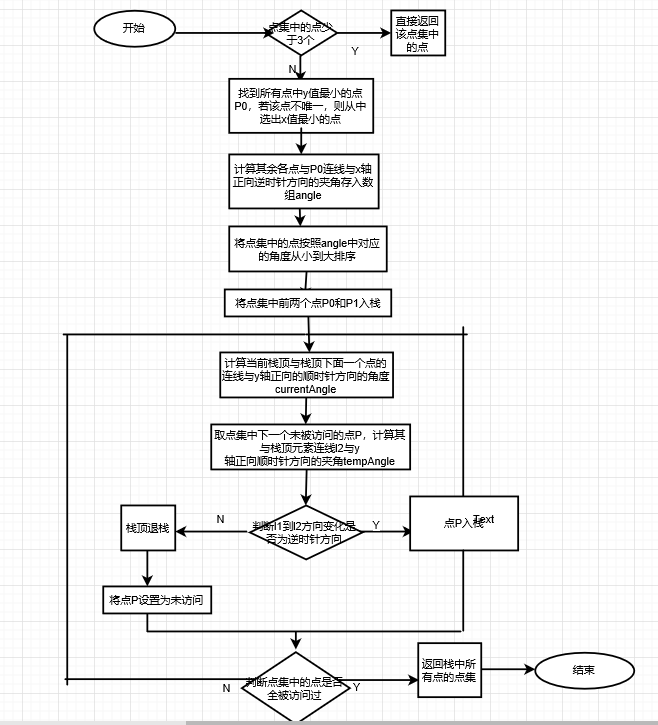 开始
点集中的点少
于3个
Y
直接返回
该点集中
的点
N
找到所有点中y值最小的点
P0，若该点不唯一，则从中
选出x值最小的点
计算其余各点与P0连线与x轴
正向逆时针方向的夹角存入数
组angle
将点集中的点按照angle中对应
的角度从小到大排序
将点集中前两个点P0和P1入栈
计算当前栈顶与栈顶下面一个点的
连线与y轴正向的顺时针方向的角度
currentAngle
取点集中下一个未被访问的点P，计算其
与栈顶元素连线l2与y
轴正向顺时针方向的夹角tempAngle
判断l1到l2方向变化是
否为逆时针方向
N
Y
栈顶退栈
点P入栈
Text
将点P设置为未访问
判断点集中的点是否
全被访问过
N
Y
返回栈中所
有点的点集
结束